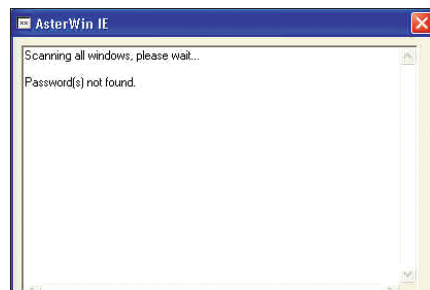 AsterWin IE
Scanning all windows, please wait...
Password(s) not found.